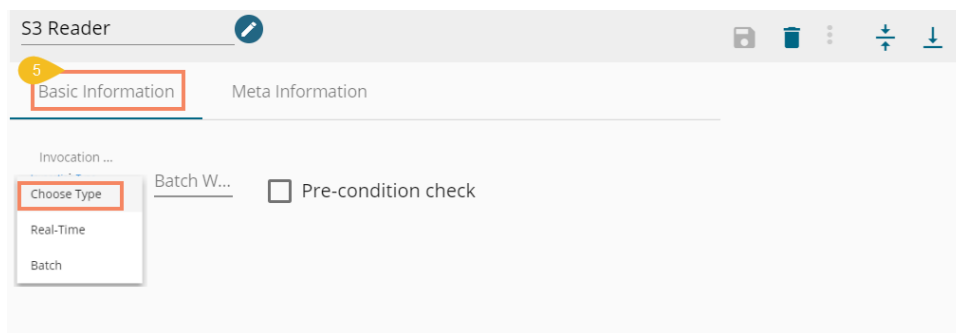 S3 Reader
5
Basic Information Meta Information
Invocation ...
Choose Type
Batch W...
Pre-condition check
Real-Time
Batch